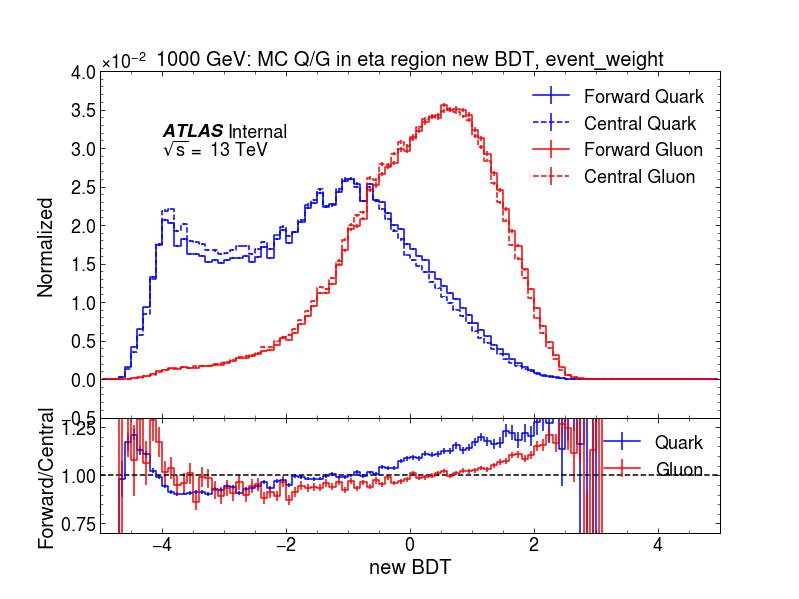 ×10⁻² 1000 GeV: MC Q/G in eta region new BDT, event_weight
4.0
3.5
3.0
2.5
2.0
1.5
1.0
0.5
0.0
Normalized
ATLAS Internal
√s = 13 TeV
Forward Quark
Central Quark
Forward Gluon
Central Gluon
0.5
1.25
1.00
0.75
Forward/Central
Quark
Gluon
−4 −2 0 2 4
new BDT